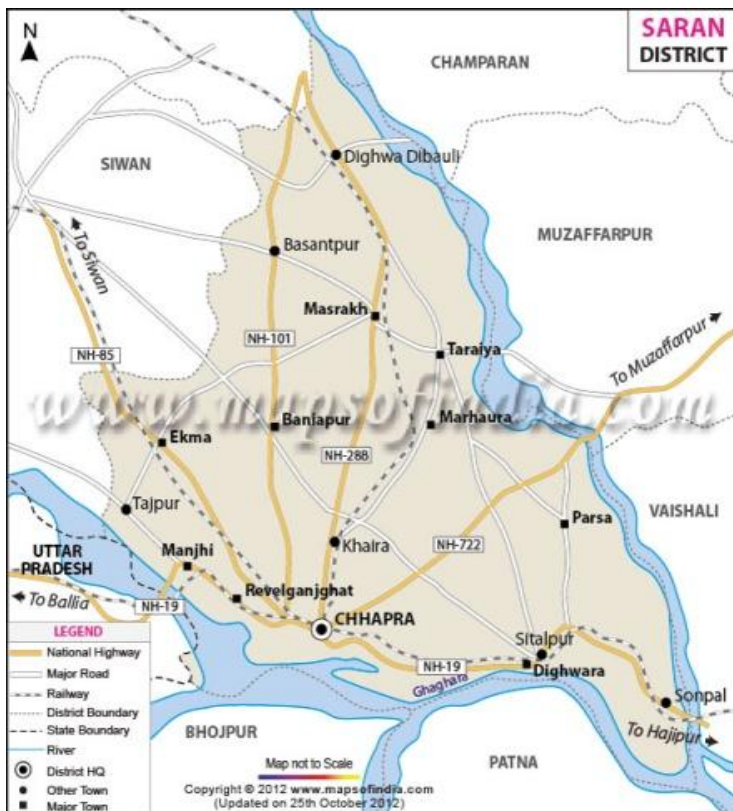 N
SARAN
DISTRICT
CHAMPARAN
SIWAN
Dighwa Dibauli
MUZAFFARPUR
To Siwan
Basantpur
Masrakh
NH-101
Taraiya
To Muzaffarpur
NH-85
www.mapsofindia.com
Baniapur
Marhaura
Ekma
NH-288
Tajpur
Parsa
VAISHALI
Khaira
NH-722
UTTAR
PRADESH
Manjhi
Revelganjghat
To Ballia
NH-19
CHHAPRA
Sitalpur
NH-19
Dighwara
Ghaghara
Sonpal
To Hajipur
BHOJPUR
PATNA
LEGEND
National Highway
Major Road
Railway
District Boundary
State Boundary
River
District HQ
Other Town
Major Town
Map not to Scale
Copyright © 2012 www.mapsofindia.com
(Updated on 25th October 2012)